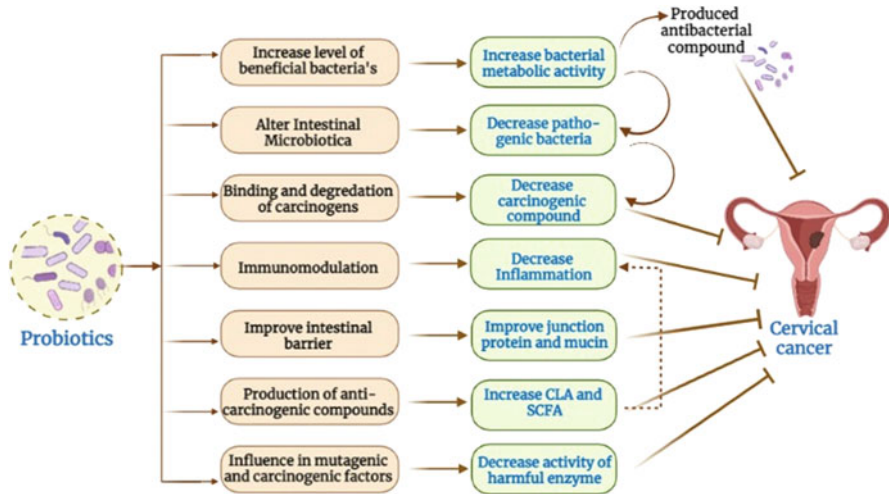 Produced
antibacterial
compound
Increase level of
beneficial bacteria's
Increase bacterial
metabolic activity
Alter Intestinal
Microbiotica
Decrease patho-
genic bacteria
Binding and degredation
of carcinogens
Decrease
carcinogenic
compound
Immunomodulation
Decrease
Inflammation
Probiotics
Improve intestinal
barrier
Improve junction
protein and mucin
Cervical
cancer
Production of anti-
carcinogenic compounds
Increase CLA and
SCFA
Influence in mutagenic
and carcinogenic factors
Decrease activity of
harmful enzyme